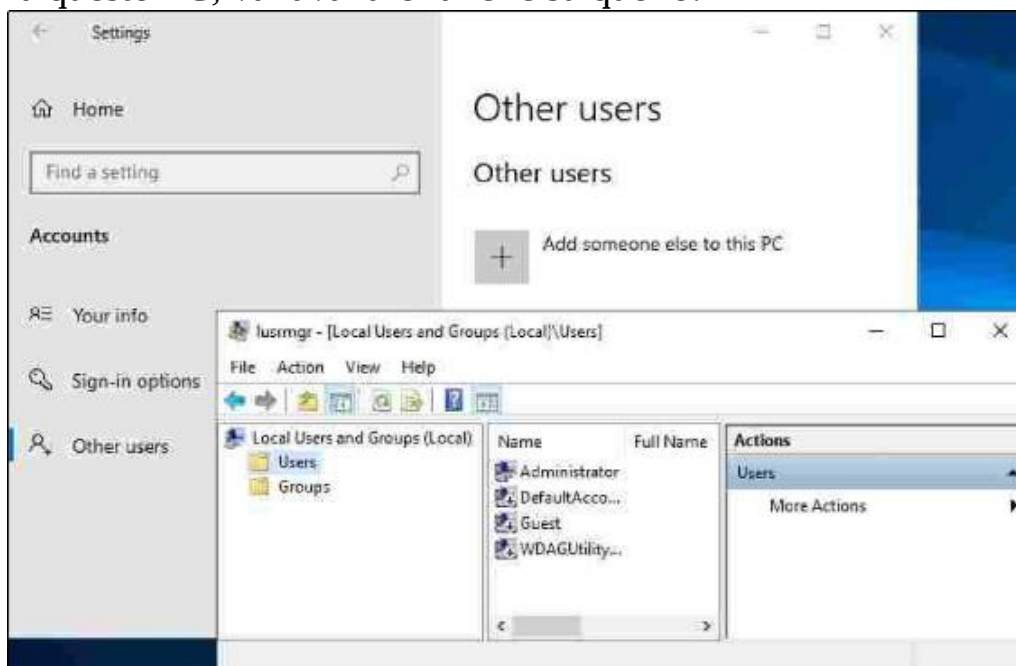 Settings
Home
Find a setting
Accounts
Your info
Sign-in options
Other users
Other users
Other users
Add someone else to this PC
lusrmgr - [Local Users and Groups (Local)\Users]
File Action View Help
Local Users and Groups (Local)
Users
Groups
Name Full Name
Administrator
DefaultAcco...
Guest
WDAGUtility...
Actions
Users
More Actions